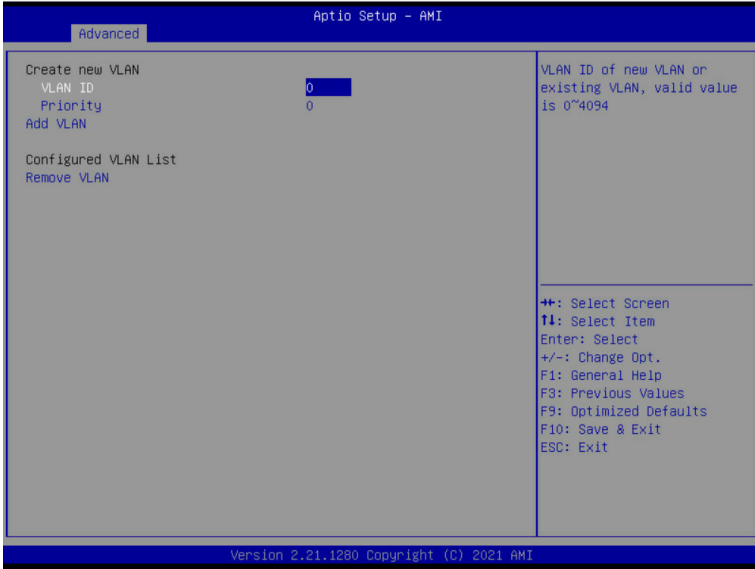 Aptio Setup – AMI
Advanced
Create new VLAN
VLAN ID 0
Priority 0
Add VLAN
Configured VLAN List
Remove VLAN
VLAN ID of new VLAN or
existing VLAN, valid value
is 0~4094
→←: Select Screen
↑↓: Select Item
Enter: Select
+/-: Change Opt.
F1: General Help
F3: Previous Values
F9: Optimized Defaults
F10: Save & Exit
ESC: Exit
Version 2.21.1280 Copyright (C) 2021 AMI